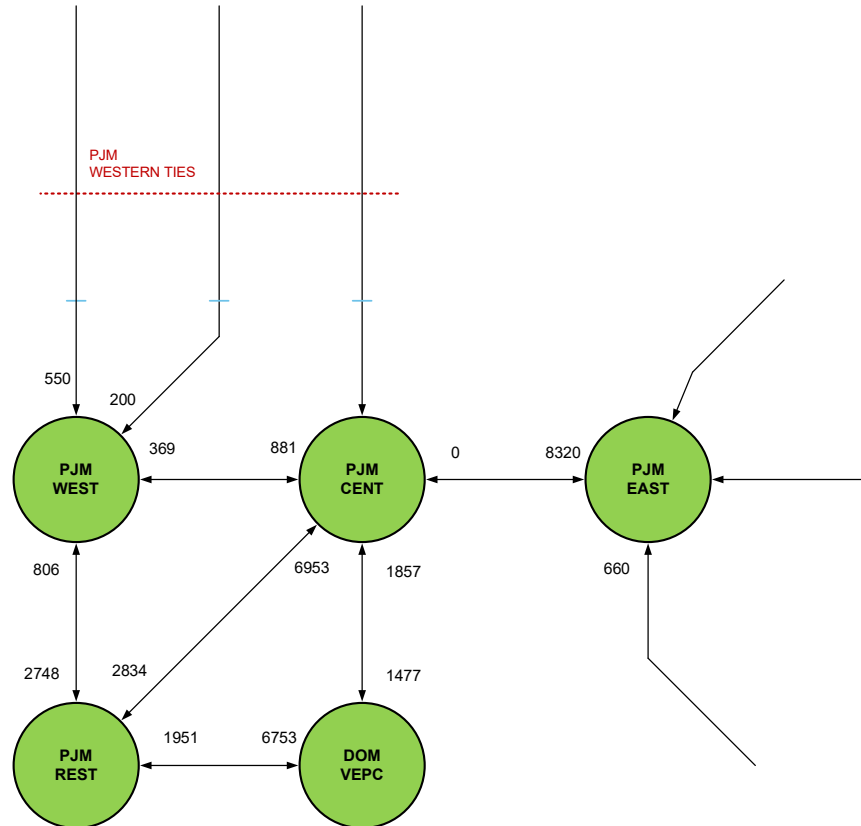 PJM
WESTERN TIES
550
200
369
881
0
8320
PJM
WEST
PJM
CENT
PJM
EAST
806
6953
1857
660
2748
2834
1477
1951
6753
PJM
REST
DOM
VEPC